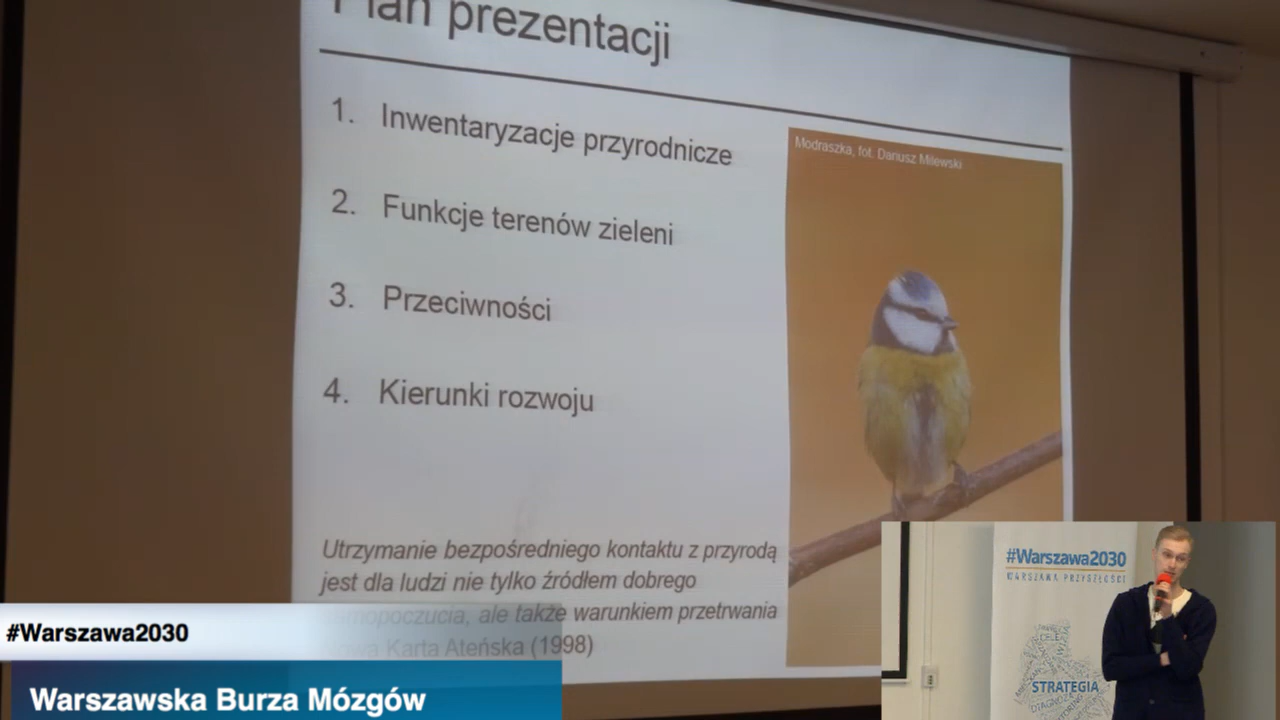 Plan prezentacji
1. Inwentaryzacje przyrodnicze
2. Funkcje terenów zieleni
3. Przeciwności
4. Kierunki rozwoju
Modraszka, fot. Dariusz Milewski
Utrzymanie bezpośredniego kontaktu z przyrodą
jest dla ludzi nie tylko źródłem dobrego
samopoczucia, ale także warunkiem przetrwania
Nowa Karta Ateńska (1998)
#Warszawa2030
Warszawska Burza Mózgów
#Warszawa2030
WARSZAWA PRZYSZŁOŚCI
CELE
STRATEGIA